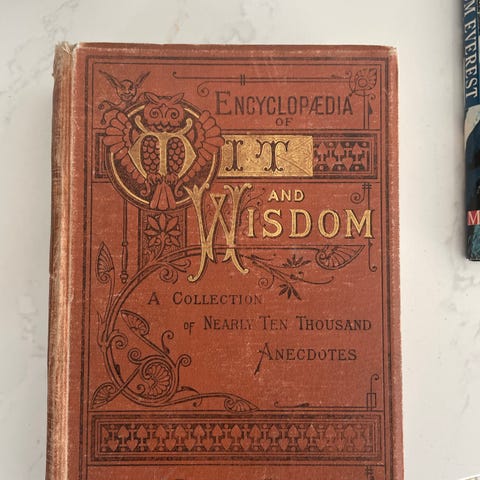 ENCYCLOPÆDIA
OF
WIT
AND
WISDOM
A COLLECTION
OF NEARLY TEN THOUSAND
ANECDOTES
M EVEREST
M